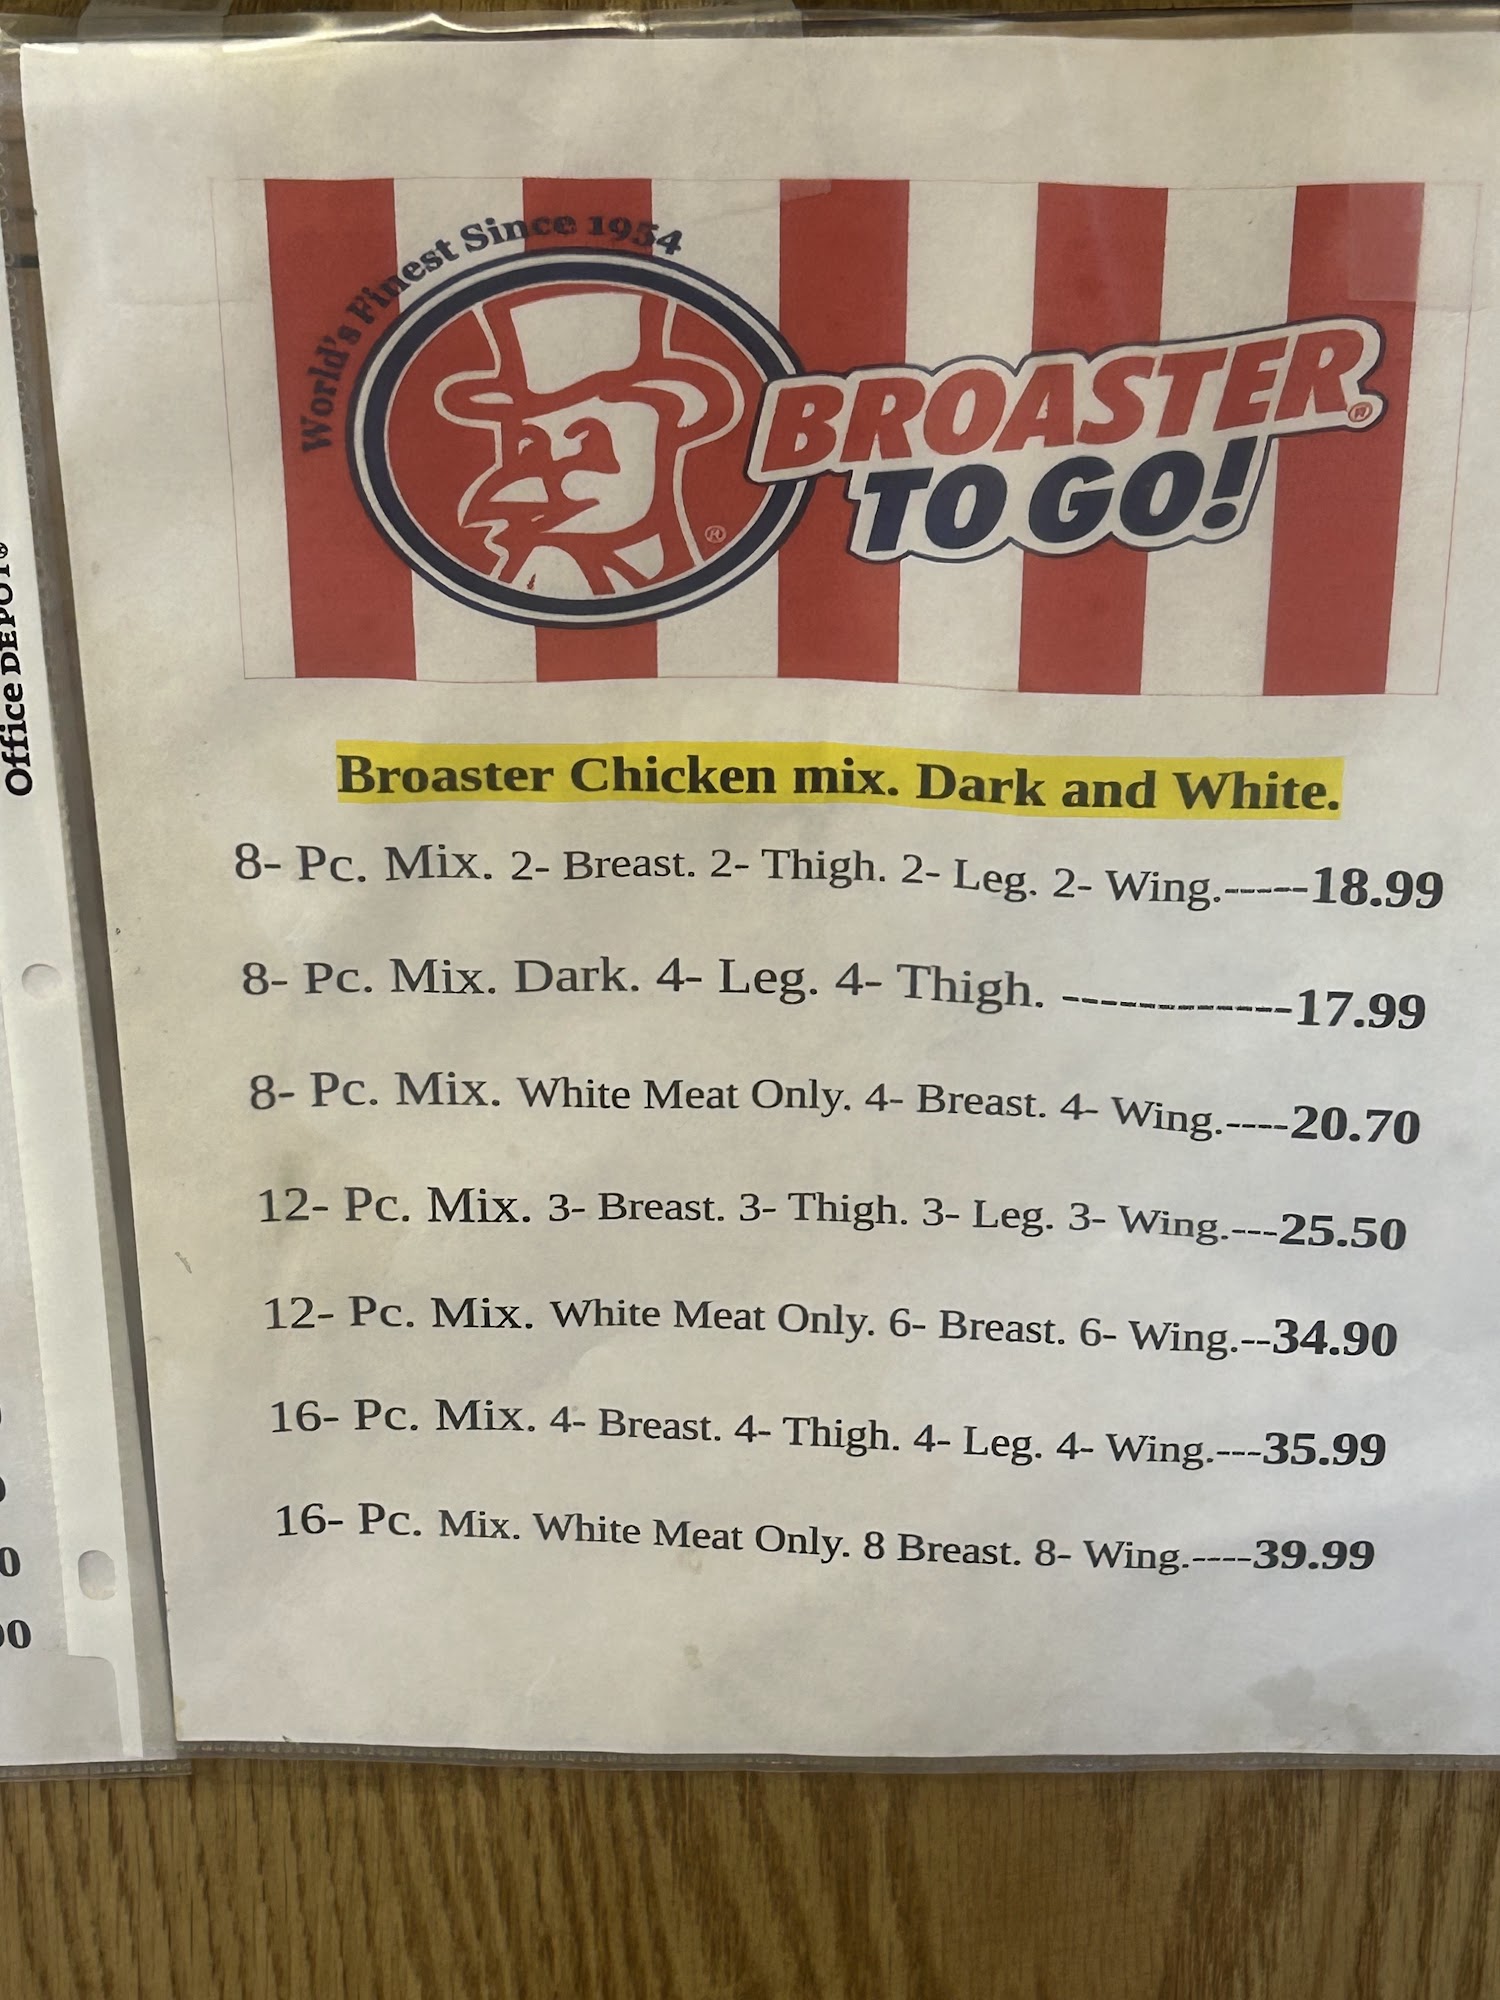 World's Finest Since 1954
BROASTER®
TO GO!
Office DEPOT®
Broaster Chicken mix. Dark and White.
8- Pc. Mix. 2- Breast. 2- Thigh. 2- Leg. 2- Wing.-----18.99
8- Pc. Mix. Dark. 4- Leg. 4- Thigh. ------------17.99
8- Pc. Mix. White Meat Only. 4- Breast. 4- Wing.----20.70
12- Pc. Mix. 3- Breast. 3- Thigh. 3- Leg. 3- Wing.---25.50
12- Pc. Mix. White Meat Only. 6- Breast. 6- Wing.--34.90
16- Pc. Mix. 4- Breast. 4- Thigh. 4- Leg. 4- Wing.---35.99
16- Pc. Mix. White Meat Only. 8 Breast. 8- Wing.----39.99